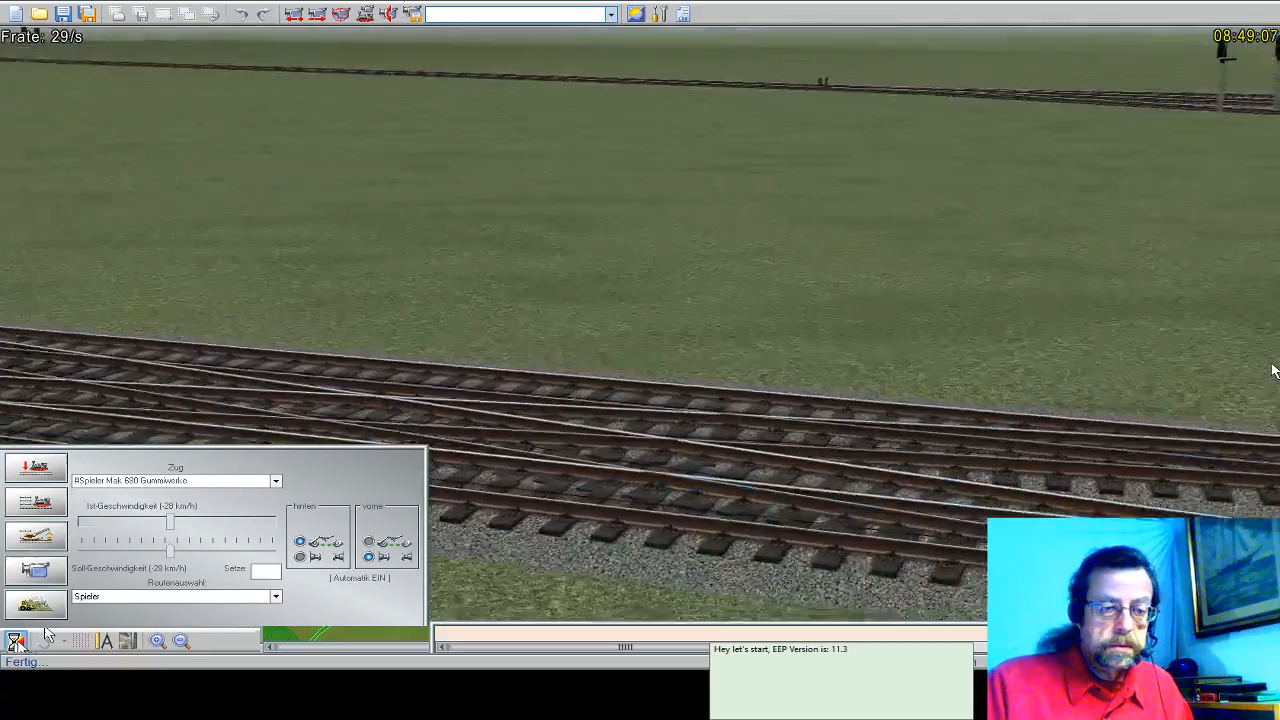 Frate: 29/s
08:49:07
Zug:
#Spieler Mak 680 Gummiwerke
Ist-Geschwindigkeit (-28 km/h)
hinten
vorne
Soll-Geschwindigkeit (-28 km/h)
Setze:
[ Automatik EIN ]
Routenauswahl:
Spieler
Fertig...
Hey let's start, EEP Version is: 11.3